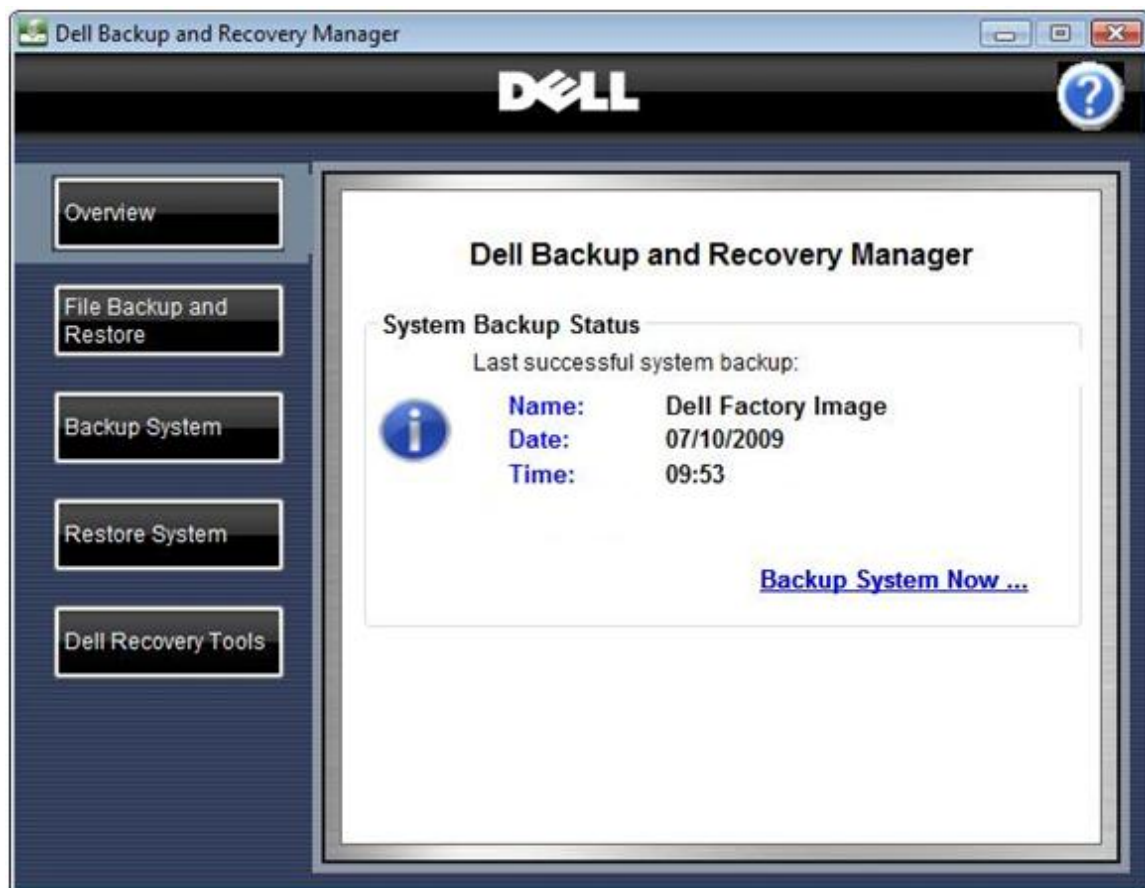 Dell Backup and Recovery Manager
DELL
?
Overview
File Backup and
Restore
Backup System
Restore System
Dell Recovery Tools
Dell Backup and Recovery Manager
System Backup Status
Last successful system backup:
i
Name: Dell Factory Image
Date: 07/10/2009
Time: 09:53
Backup System Now ...